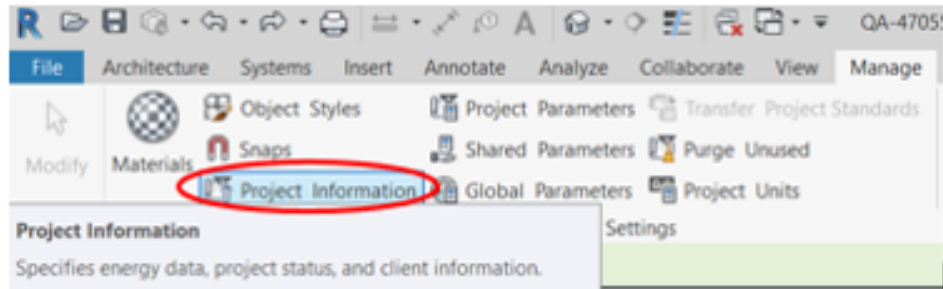 R A QA-47055
File Architecture Systems Insert Annotate Analyze Collaborate View Manage
Object Styles Project Parameters Transfer Project Standards
Modify Materials Snaps Shared Parameters Purge Unused
Project Information Global Parameters Project Units
Project Information Settings
Specifies energy data, project status, and client information.